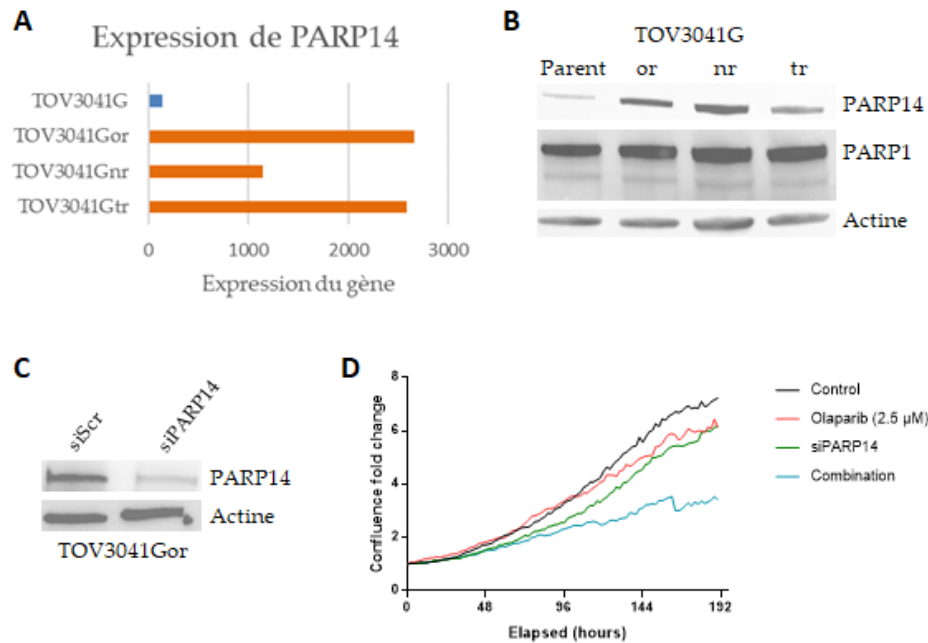 A
Expression de PARP14
TOV3041G
TOV3041Gor
TOV3041Gnr
TOV3041Gtr
0 1000 2000 3000
Expression du gène
B
TOV3041G
Parent or nr tr
PARP14
PARP1
Actine
C
siScr siPARP14
PARP14
Actine
TOV3041Gor
D
8
6
4
2
0
Confluence fold change
0 48 96 144 192
Elapsed (hours)
Control
Olaparib (2.5 µM)
siPARP14
Combination